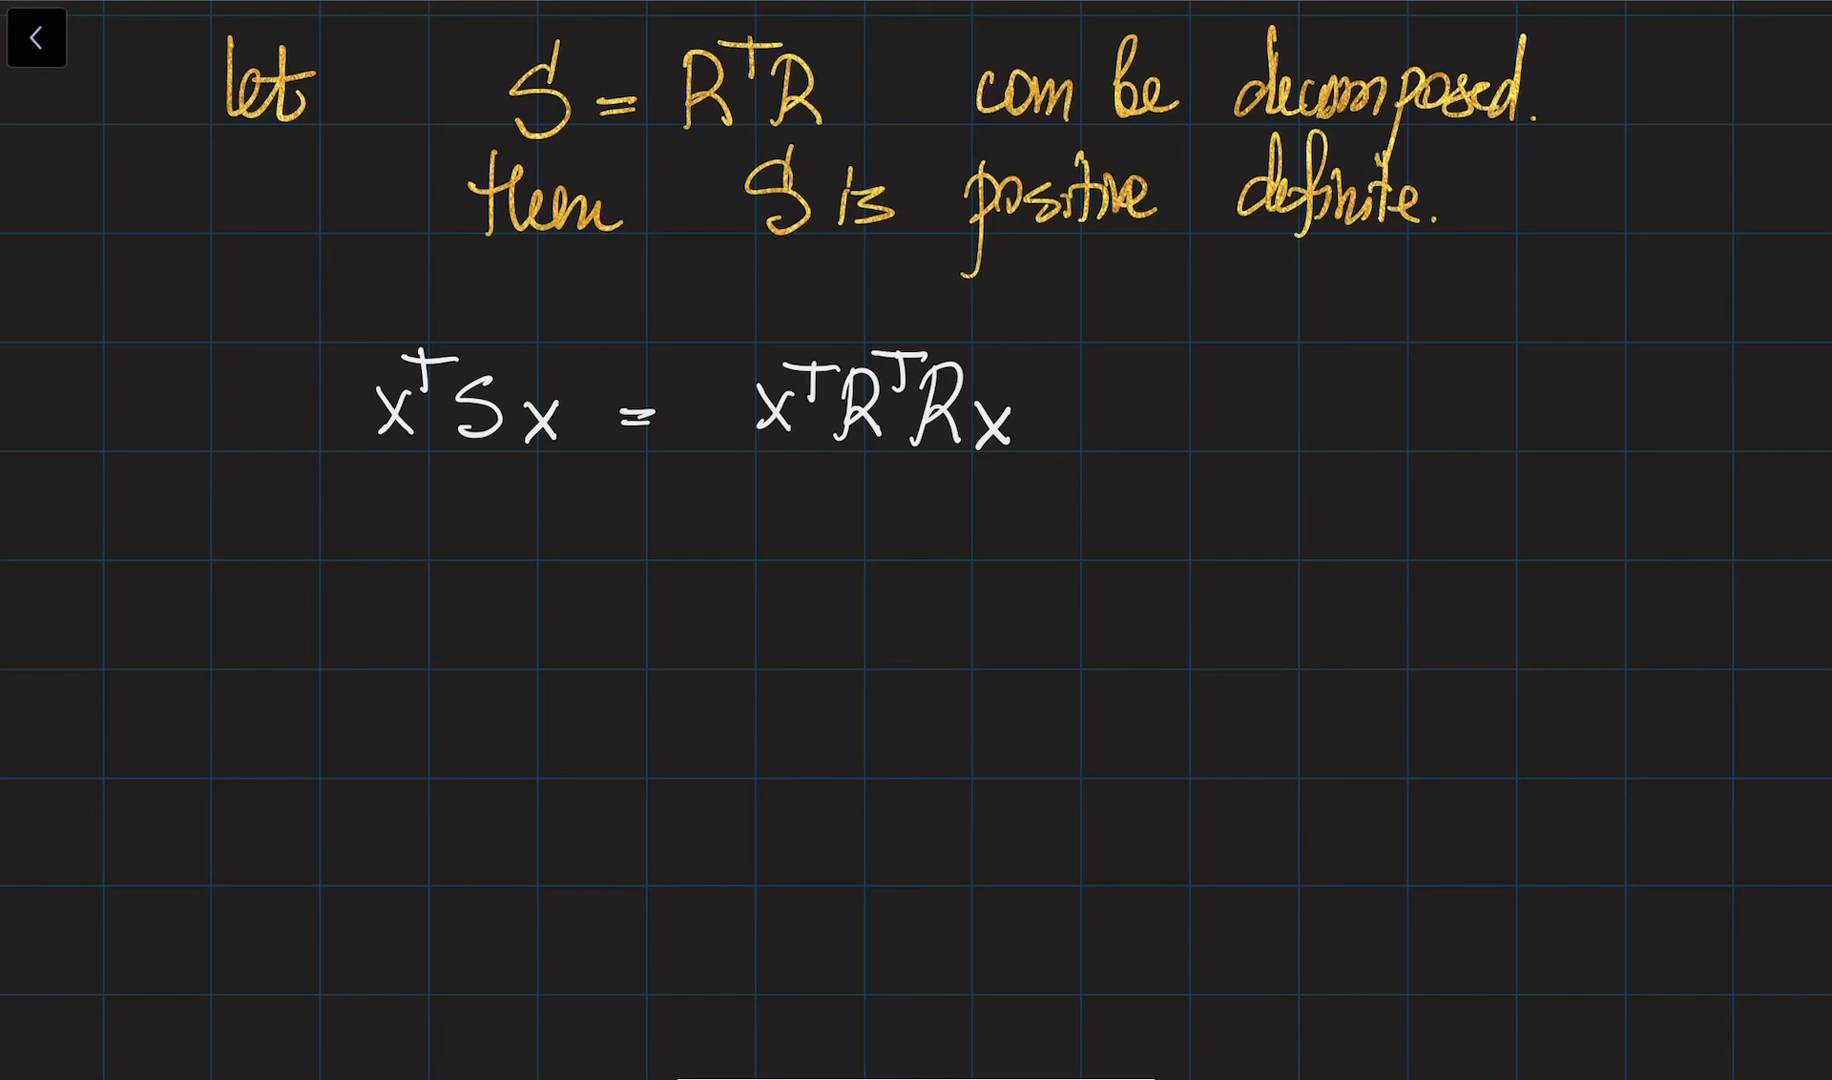 let S = RᵀR can be decomposed.
then S is positive definite.
xᵀSx = xᵀRᵀRx